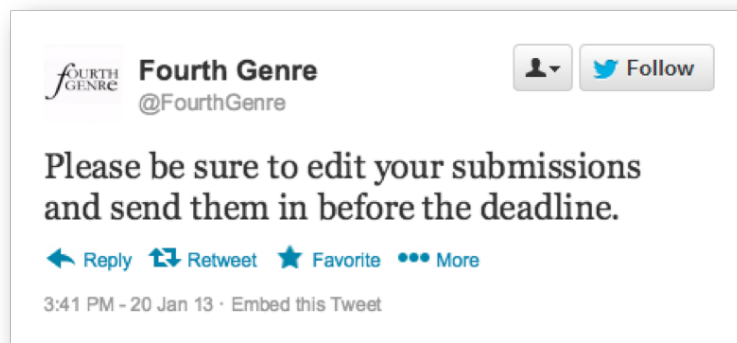 FOURTH
GENRE
Fourth Genre
@FourthGenre
Follow
Please be sure to edit your submissions
and send them in before the deadline.
Reply Retweet Favorite More
3:41 PM - 20 Jan 13 · Embed this Tweet